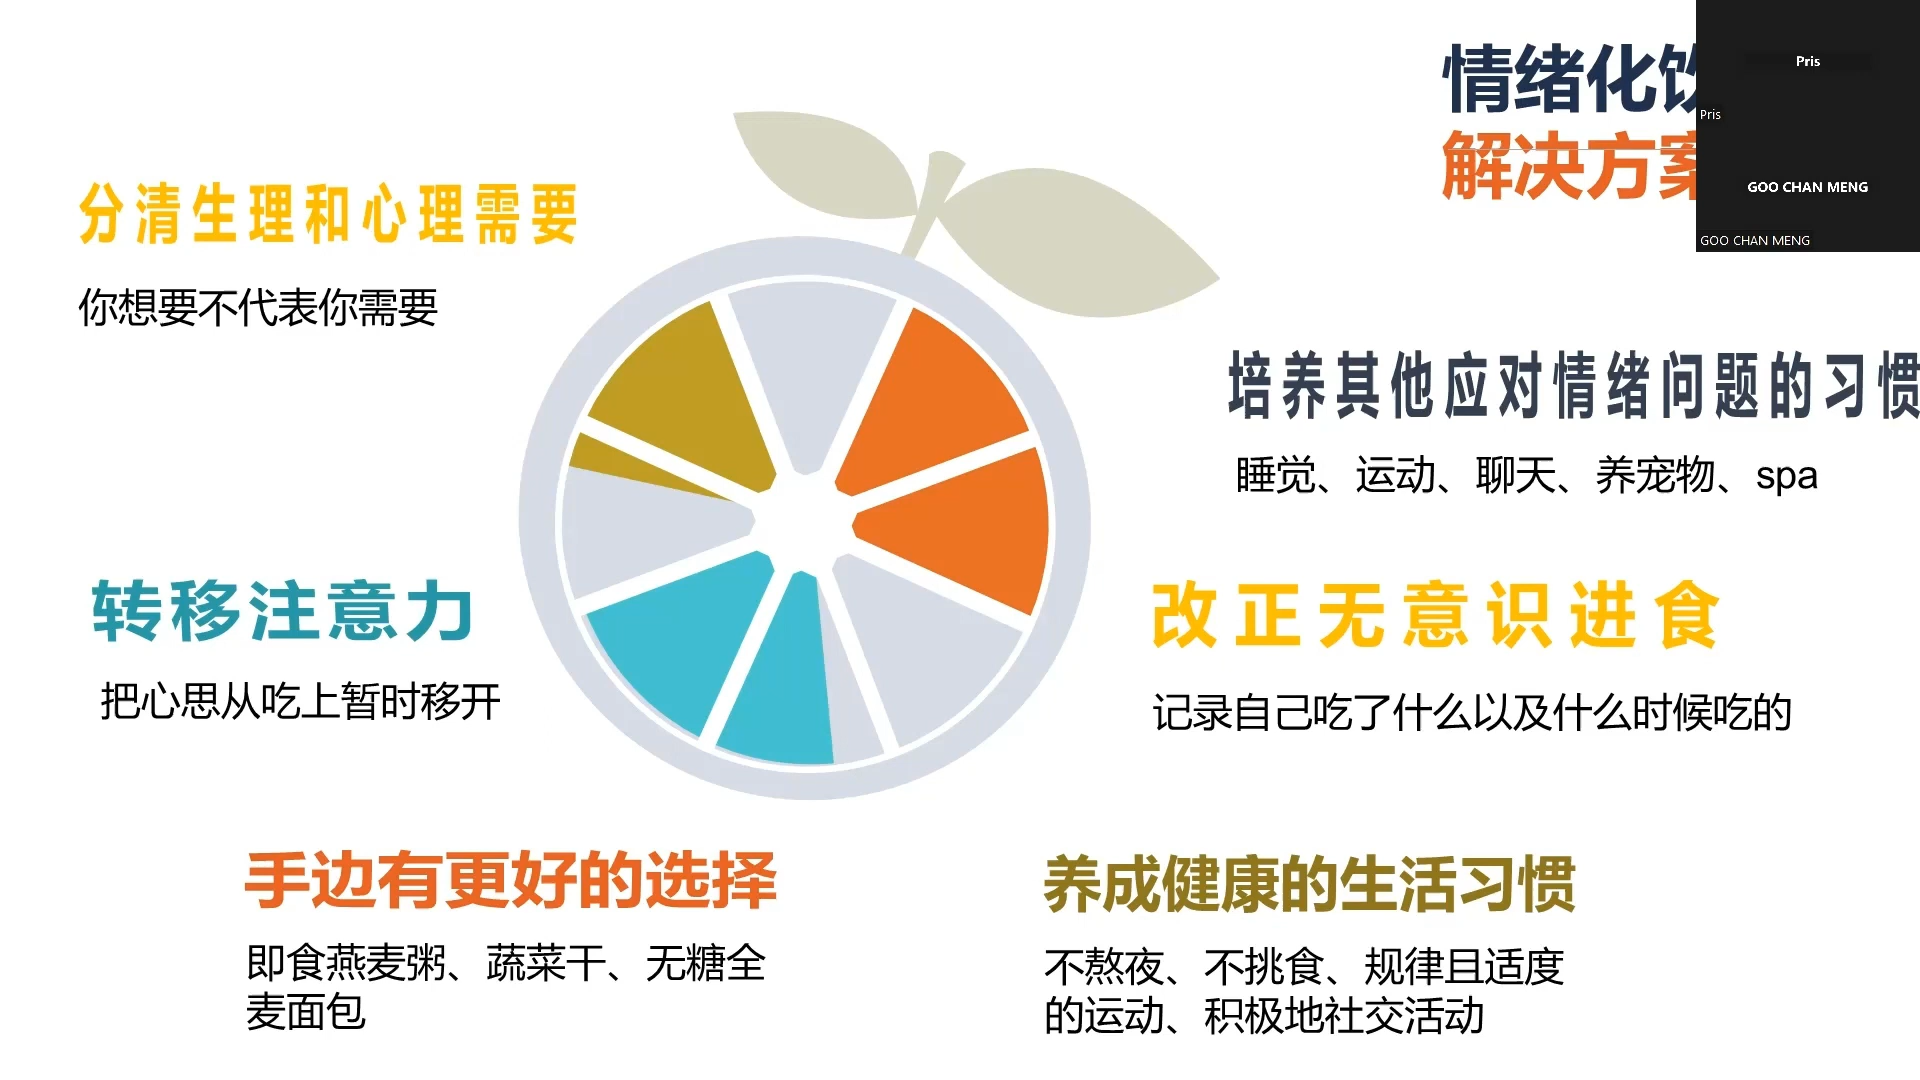 情绪化饮
解决方案
Pris
Pris
GOO CHAN MENG
GOO CHAN MENG
分清生理和心理需要
你想要不代表你需要
培养其他应对情绪问题的习惯
睡觉、运动、聊天、养宠物、spa
转移注意力
把心思从吃上暂时移开
改正无意识进食
记录自己吃了什么以及什么时候吃的
手边有更好的选择
即食燕麦粥、蔬菜干、无糖全
麦面包
养成健康的生活习惯
不熬夜、不挑食、规律且适度
的运动、积极地社交活动